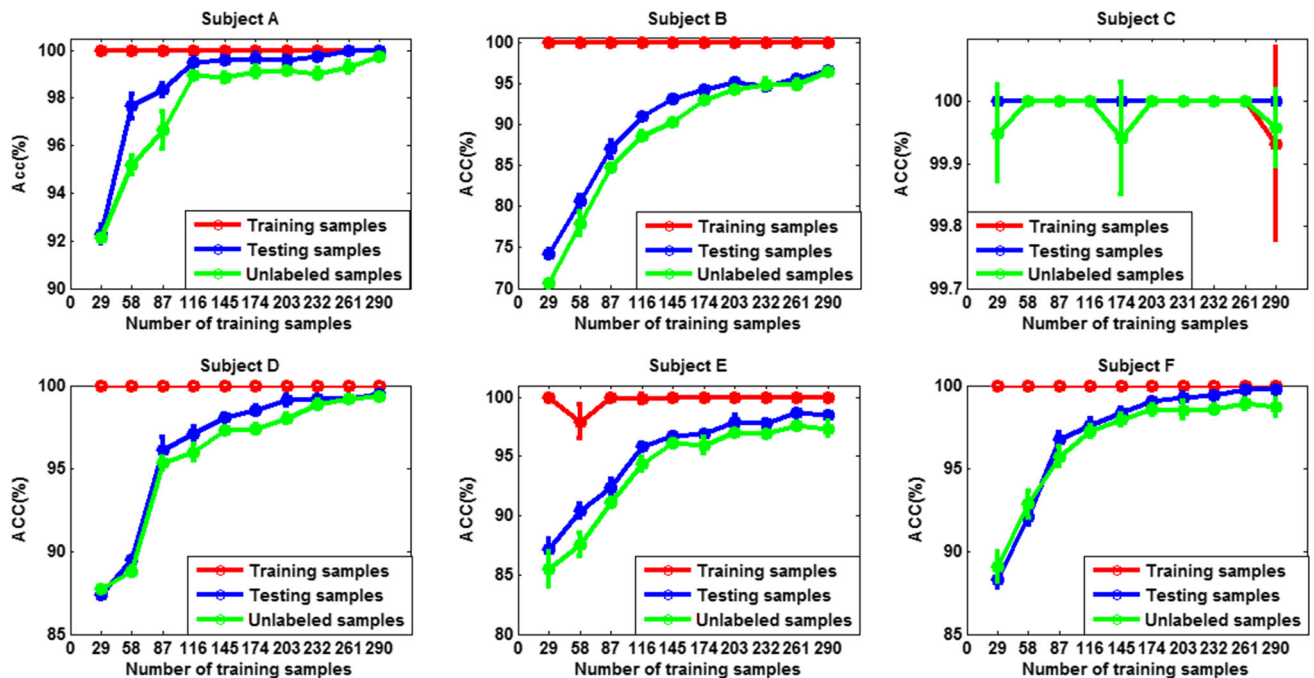 Subject A
Acc(%)
100
98
96
94
92
90
Training samples
Testing samples
Unlabeled samples
0 29 58 87 116 145 174 203 232 261 290
Number of training samples
Subject B
ACC(%)
100
95
90
85
80
75
70
Training samples
Testing samples
Unlabeled samples
0 29 58 87 116 145 174 203 232 261 290
Number of training samples
Subject C
ACC(%)
100
99.9
99.8
99.7
Training samples
Testing samples
Unlabeled samples
0 29 58 87 116 174 203 231 232 261 290
Number of training samples
Subject D
ACC(%)
100
95
90
85
Training samples
Testing samples
Unlabeled samples
0 29 58 87 116 145 174 203 232 261 290
Number of training samples
Subject E
ACC(%)
100
95
90
85
80
Training samples
Testing samples
Unlabeled samples
0 29 58 87 116 145 174 203 232 261 290
Number of training samples
Subject F
ACC(%)
100
95
90
85
Training samples
Testing samples
Unlabeled samples
0 29 58 87 116 145 174 203 232 261 290
Number of training samples